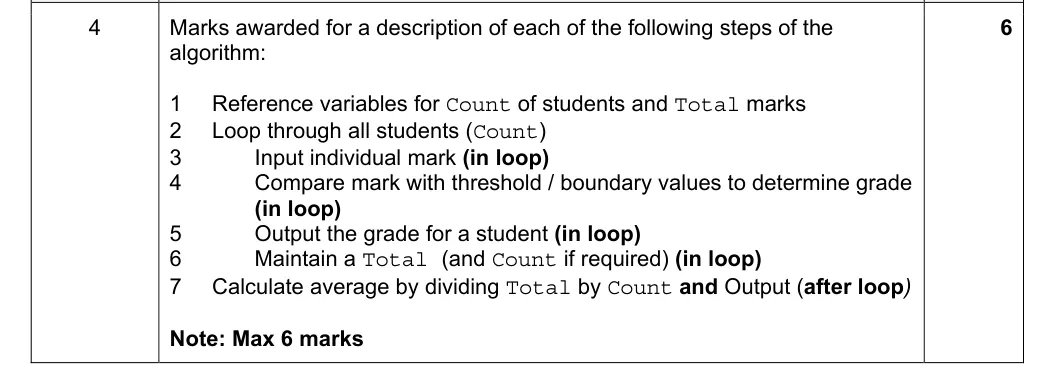 4 Marks awarded for a description of each of the following steps of the 6
algorithm:
1 Reference variables for Count of students and Total marks
2 Loop through all students (Count)
3 Input individual mark (in loop)
4 Compare mark with threshold / boundary values to determine grade
(in loop)
5 Output the grade for a student (in loop)
6 Maintain a Total (and Count if required) (in loop)
7 Calculate average by dividing Total by Count and Output (after loop)
Note: Max 6 marks